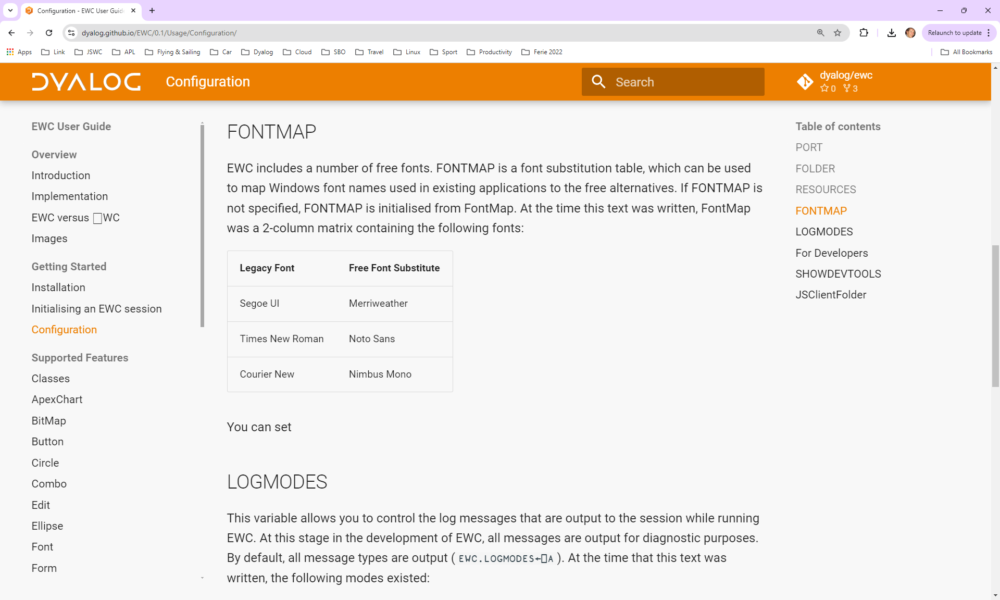 Configuration - EWC User Guide
dyalog.github.io/EWC/0.1/Usage/Configuration/
Relaunch to update
Apps Link JSWC APL Flying & Sailing Car Dyalog Cloud SBO Travel Linux Sport Productivity Ferie 2022 All Bookmarks
DYALOG
Configuration
Search
dyalog/ewc
0 3
EWC User Guide
Overview
Introduction
Implementation
EWC versus ⎕WC
Images
Getting Started
Installation
Initialising an EWC session
Configuration
Supported Features
Classes
ApexChart
BitMap
Button
Circle
Combo
Edit
Ellipse
Font
Form
FONTMAP
EWC includes a number of free fonts. FONTMAP is a font substitution table, which can be used
to map Windows font names used in existing applications to the free alternatives. If FONTMAP is
not specified, FONTMAP is initialised from FontMap. At the time this text was written, FontMap
was a 2-column matrix containing the following fonts:
Legacy Font Free Font Substitute
Segoe UI Merriweather
Times New Roman Noto Sans
Courier New Nimbus Mono
You can set
LOGMODES
This variable allows you to control the log messages that are output to the session while running
EWC. At this stage in the development of EWC, all messages are output for diagnostic purposes.
By default, all message types are output ( EWC.LOGMODES←⎕A ). At the time that this text was
written, the following modes existed:
Table of contents
PORT
FOLDER
RESOURCES
FONTMAP
LOGMODES
For Developers
SHOWDEVTOOLS
JSClientFolder